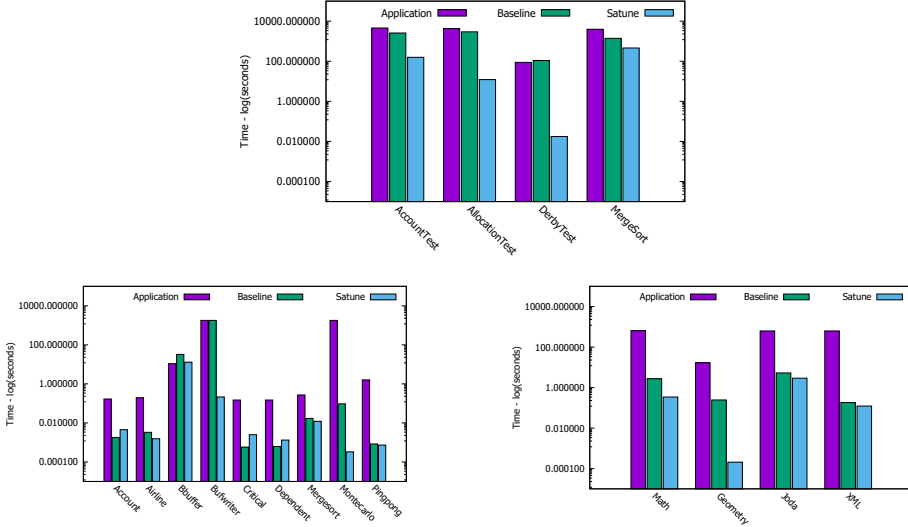 Application Baseline Satune
Time - log(seconds)
10000.000000
100.000000
1.000000
0.010000
0.000100
AccountTest
AllocationTest
DerbyTest
MergeSort
Application Baseline Satune
Time - log(seconds)
10000.000000
100.000000
1.000000
0.010000
0.000100
Account
Airline
Bbuffer
Bufwriter
Critical
Dependent
Mergesort
Montecarlo
Pingpong
Application Baseline Satune
Time - log(seconds)
10000.000000
100.000000
1.000000
0.010000
0.000100
Math
Geometry
Joda
XML